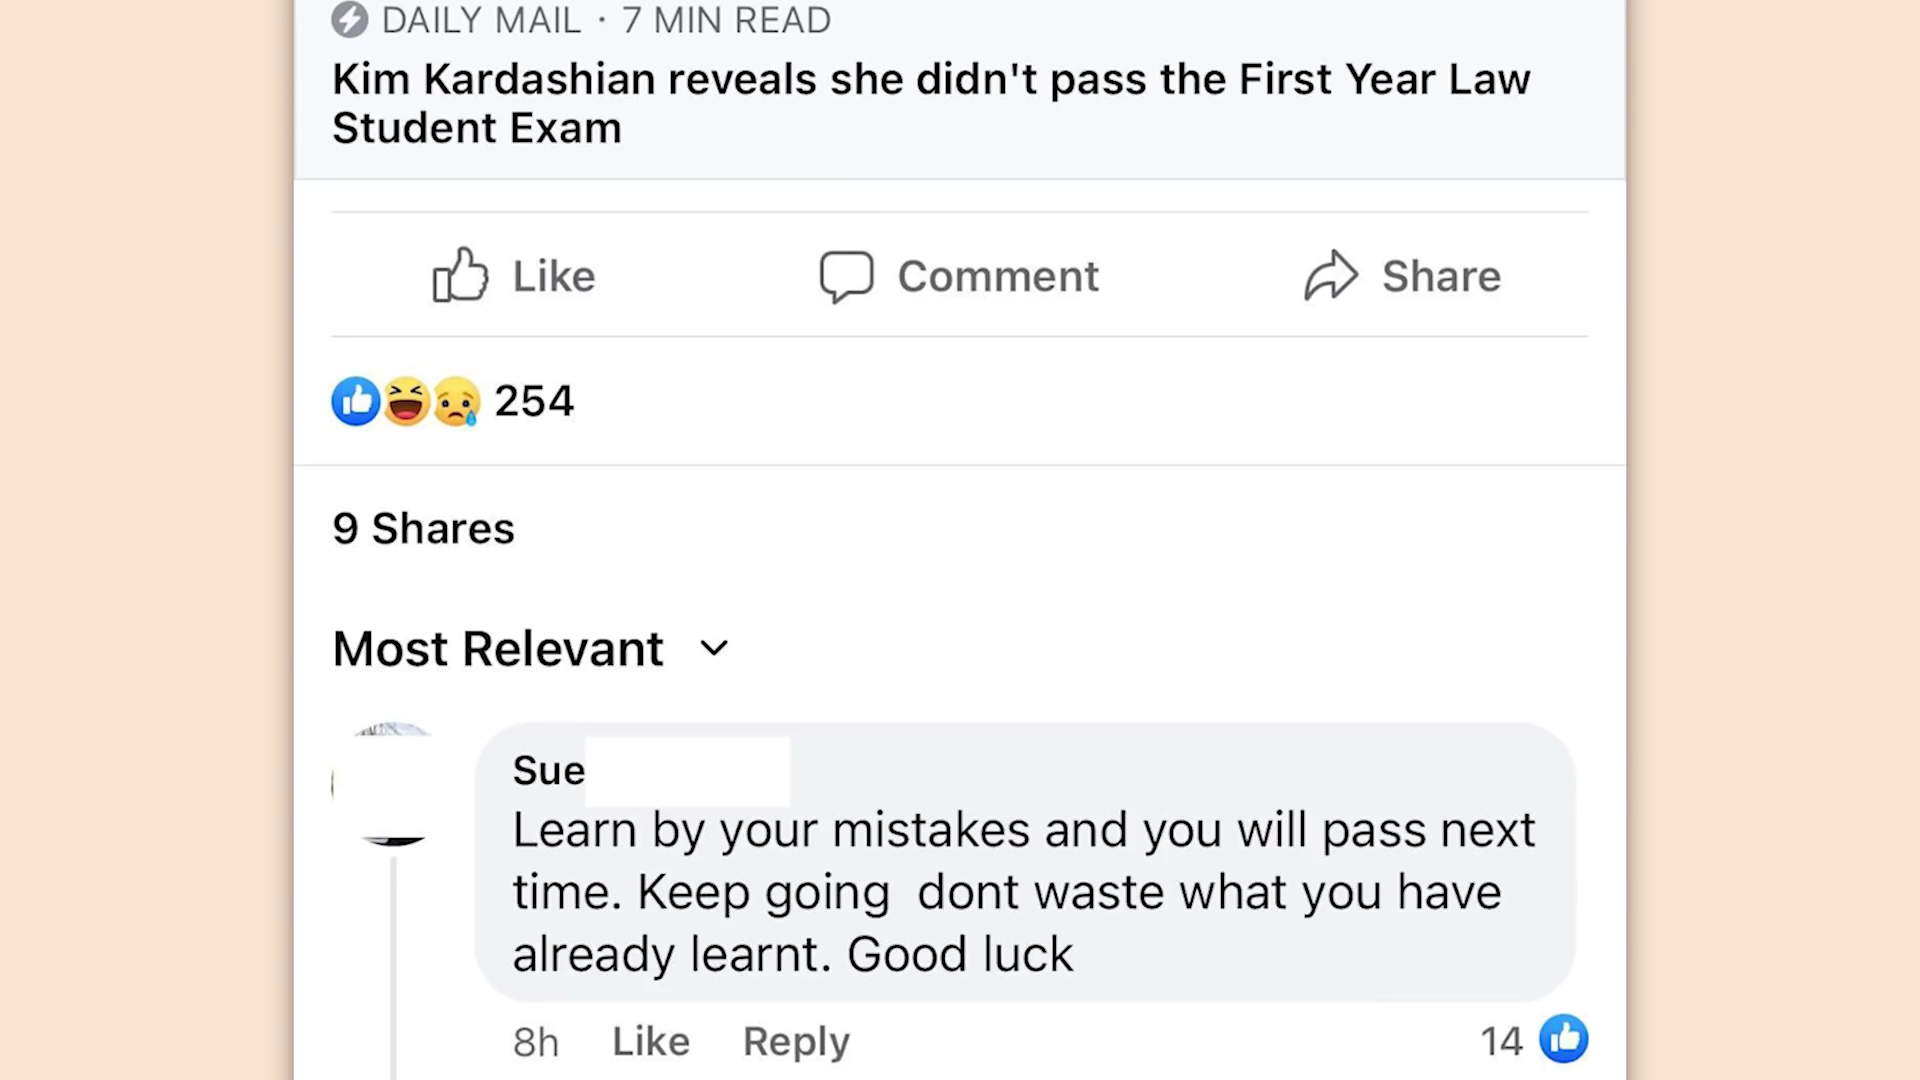 DAILY MAIL · 7 MIN READ
Kim Kardashian reveals she didn't pass the First Year Law
Student Exam
Like Comment Share
254
9 Shares
Most Relevant
Sue
Learn by your mistakes and you will pass next
time. Keep going  dont waste what you have
already learnt. Good luck
8h Like Reply 14